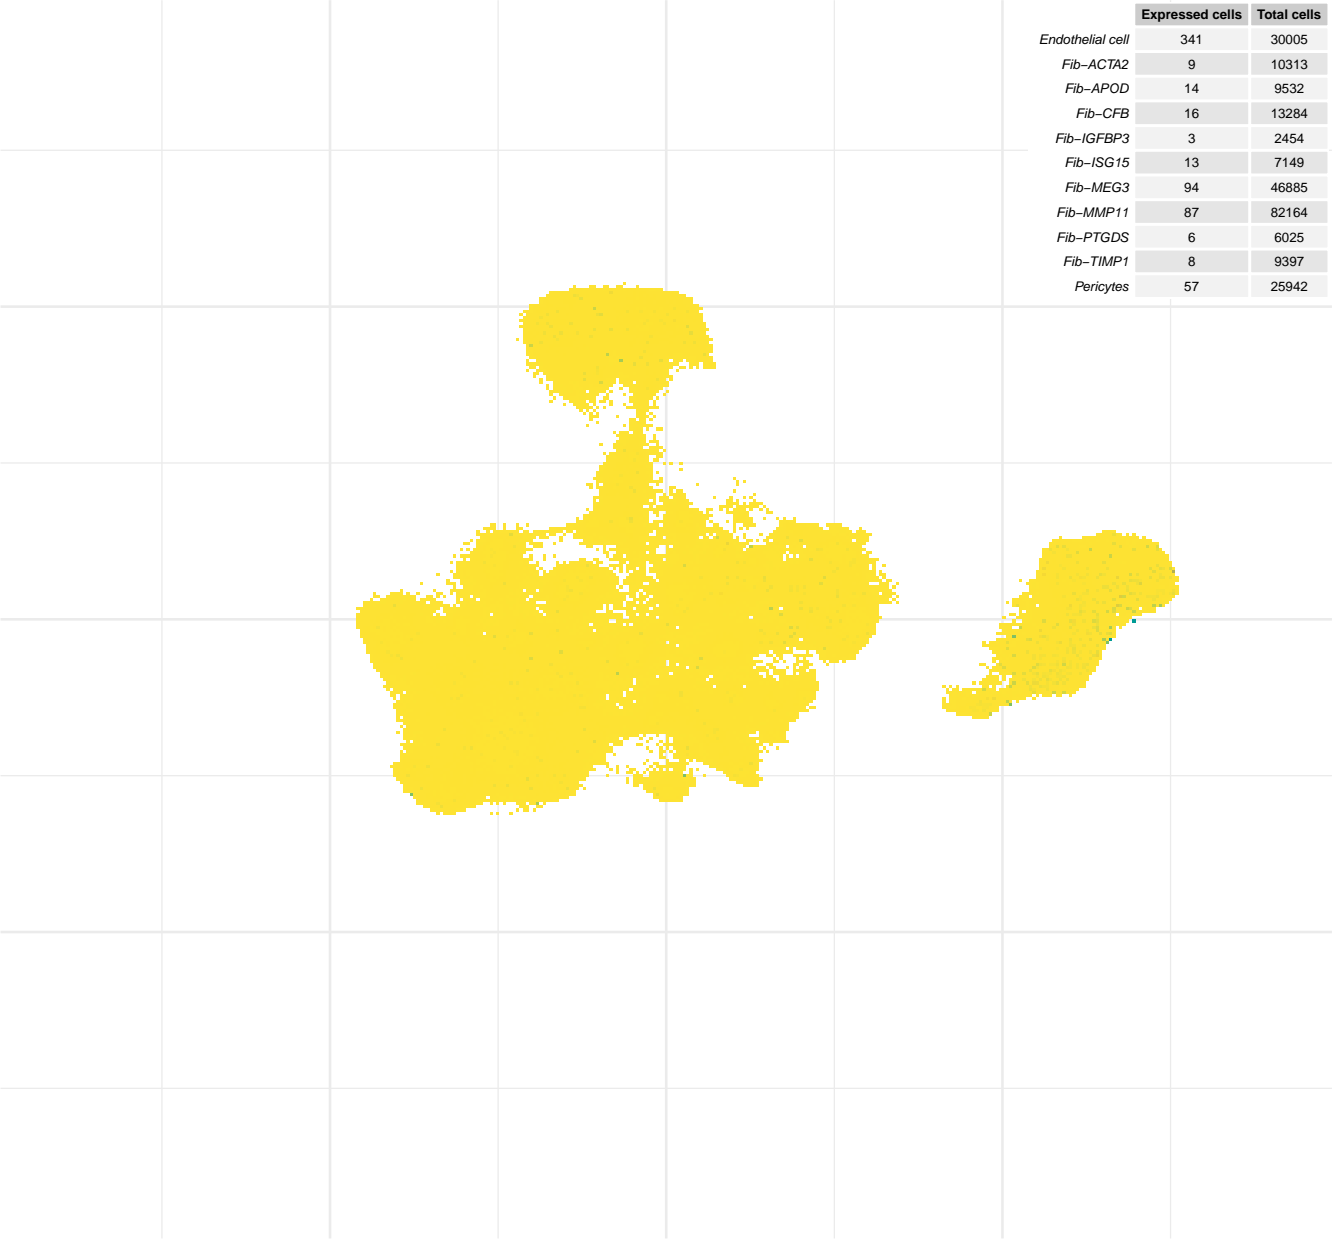 Expressed cells Total cells
Endothelial cell 341 30005
Fib−ACTA2 9 10313
Fib−APOD 14 9532
Fib−CFB 16 13284
Fib−IGFBP3 3 2454
Fib−ISG15 13 7149
Fib−MEG3 94 46885
Fib−MMP11 87 82164
Fib−PTGDS 6 6025
Fib−TIMP1 8 9397
Pericytes 57 25942